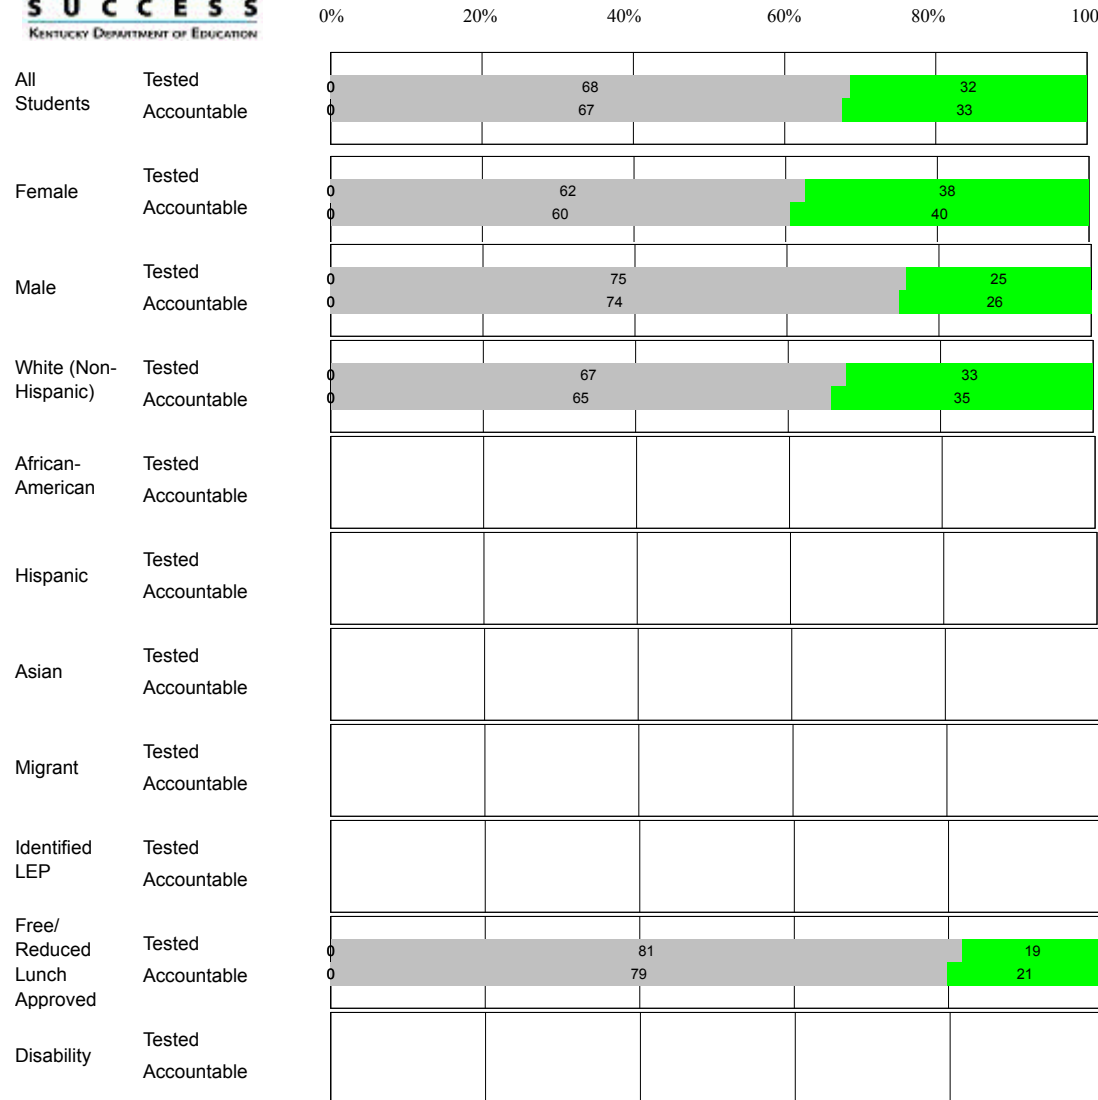 SUCCESS
KENTUCKY DEPARTMENT OF EDUCATION
0% 20% 40% 60% 80% 100
All Students
Tested 0 68 32
Accountable 0 67 33
Female
Tested 0 62 38
Accountable 0 60 40
Male
Tested 0 75 25
Accountable 0 74 26
White (Non-
Hispanic)
Tested 0 67 33
Accountable 0 65 35
African-
American
Tested
Accountable
Hispanic
Tested
Accountable
Asian
Tested
Accountable
Migrant
Tested
Accountable
Identified
LEP
Tested
Accountable
Free/
Reduced
Lunch
Approved
Tested 0 81 19
Accountable 0 79 21
Disability
Tested
Accountable